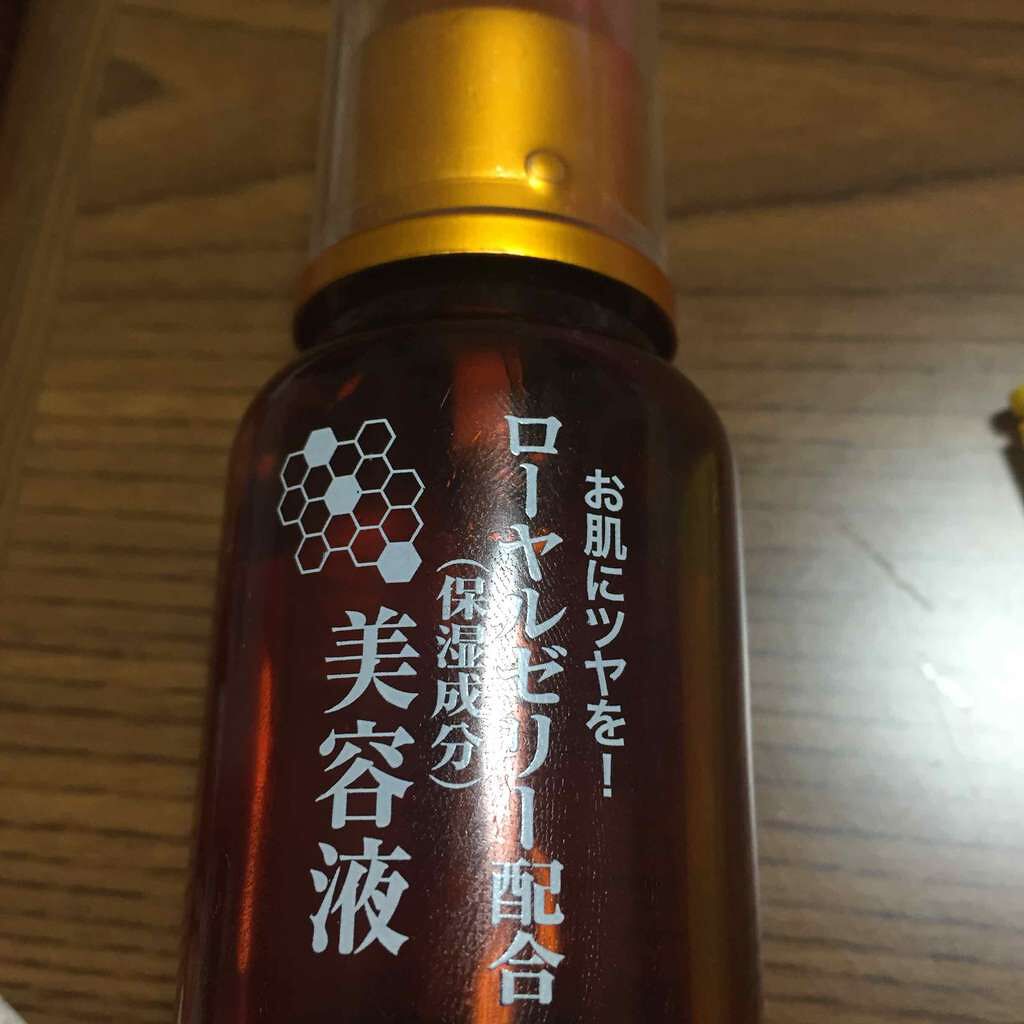 お肌にツヤを!
ローヤルゼリー配合
(保湿成分)
美容液